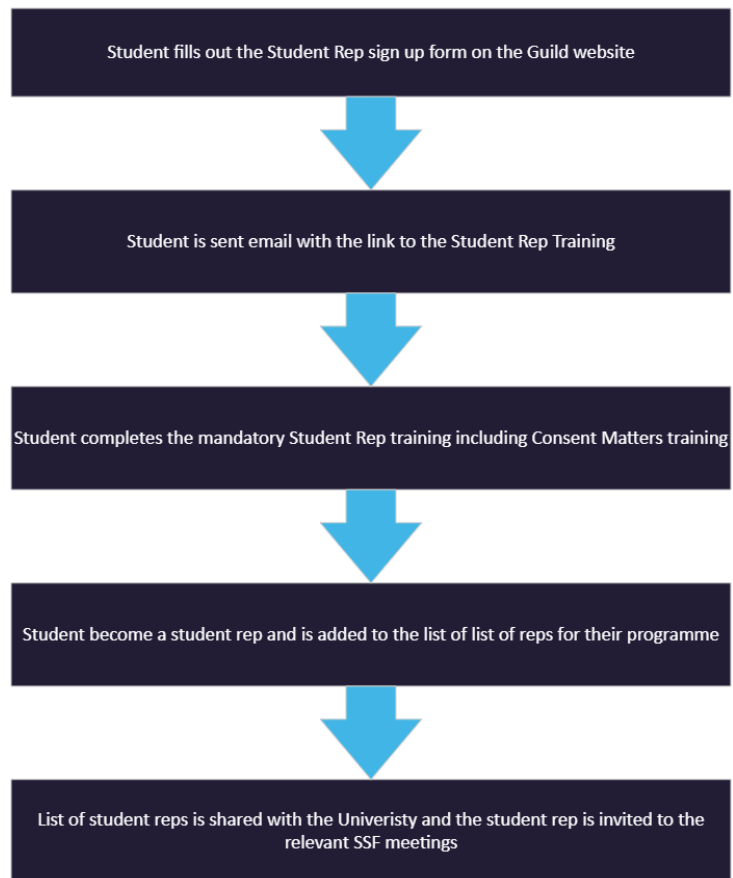 Student fills out the Student Rep sign up form on the Guild website
Student is sent email with the link to the Student Rep Training
Student completes the mandatory Student Rep training including Consent Matters training
Student become a student rep and is added to the list of list of reps for their programme
List of student reps is shared with the Univeristy and the student rep is invited to the
relevant SSF meetings